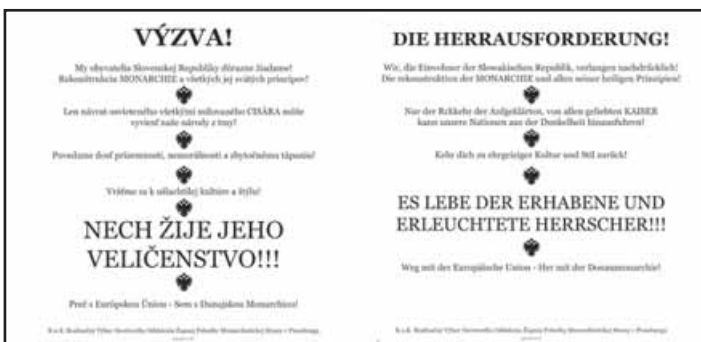 VÝZVA!
My obyvatelia Slovenskej Republiky dôrazne žiadame!
Rekonštrukciu MONARCHIE a všetkých jej svätých princípov!
Len návrat osvieteného všetkými milovaného CISÁRA môže
vyviesť naše národy z tmy!
Povedzme dosť prízemnosti, nemorálnosti a zbytočnému tápaniu!
Vráťme sa k ušľachtilej kultúre a štýlu!
NECH ŽIJE JEHO
VELIČENSTVO!!!
Preč s Európskou Úniou - Sem s Dunajskou Monarchiou!
DIE HERRAUSFORDERUNG!
Wir, die Einwohner der Slowakischen Republik, verlangen nachdrücklich!
Die rekonstruktion der MONARCHIE und allen seiner heiligen Prinzipien!
Nur der der Aufgeklärten, von allen geliebten KAISER
kann unsere Nationen aus der Dunkelheit hinausfuhren!
Kehr dich zu ehrgeiziger Kultur und Stil zurück!
ES LEBE DER ERHABENE UND
ERLEUCHTETE HERRSCHER!!!
Weg mit der Europäische Union - Her mit der Donaumonarchie!